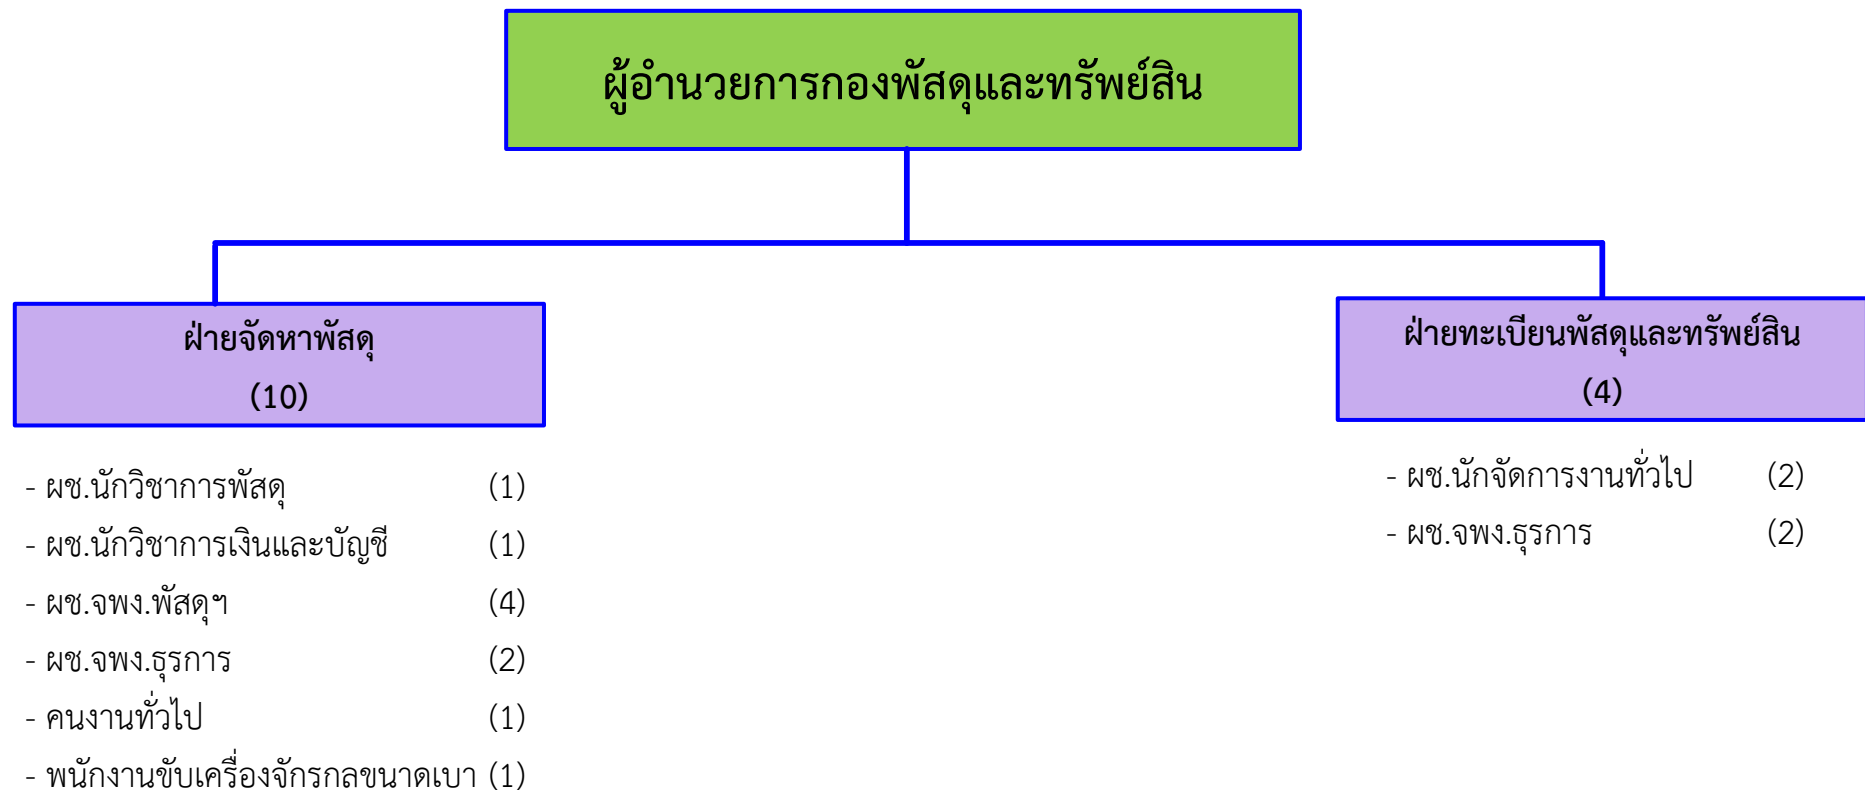 ผู้อำนวยการกองพัสดุและทรัพย์สิน
ฝ่ายจัดหาพัสดุ
(10)
- ผช.นักวิชาการพัสดุ (1)
- ผช.นักวิชาการเงินและบัญชี (1)
- ผช.จพง.พัสดุฯ (4)
- ผช.จพง.ธุรการ (2)
- คนงานทั่วไป (1)
- พนักงานขับเครื่องจักรกลขนาดเบา (1)
ฝ่ายทะเบียนพัสดุและทรัพย์สิน
(4)
- ผช.นักจัดการงานทั่วไป (2)
- ผช.จพง.ธุรการ (2)